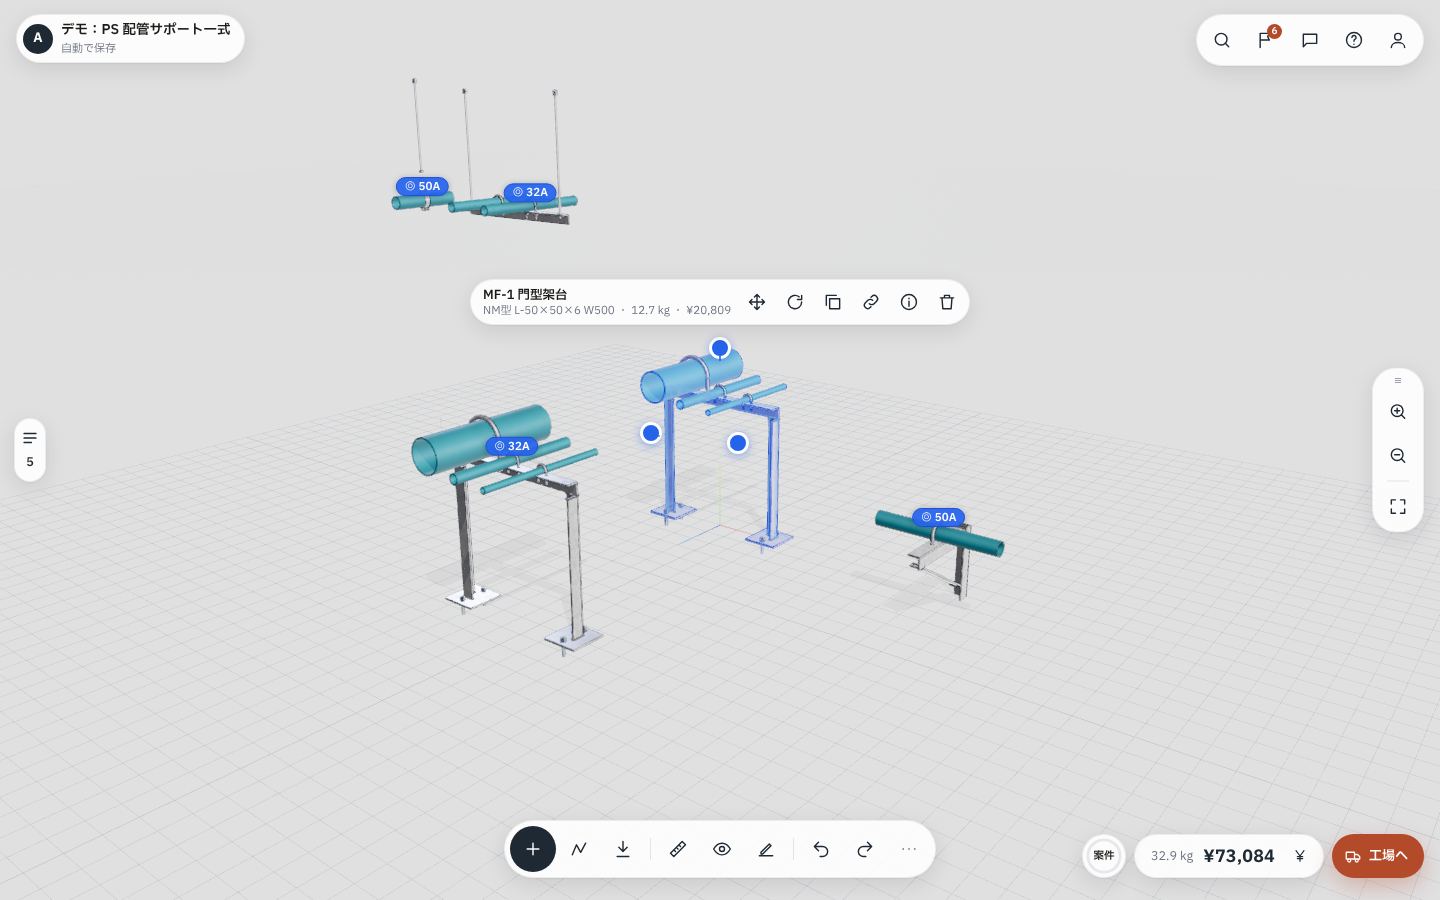 A
デモ：PS 配管サポート一式
自動で保存
6
50A
32A
MF-1 門型架台
NM型 L-50×50×6 W500 ・ 12.7 kg ・ ¥20,809
32A
50A
5
案件
32.9 kg ¥73,084 ¥
工場へ